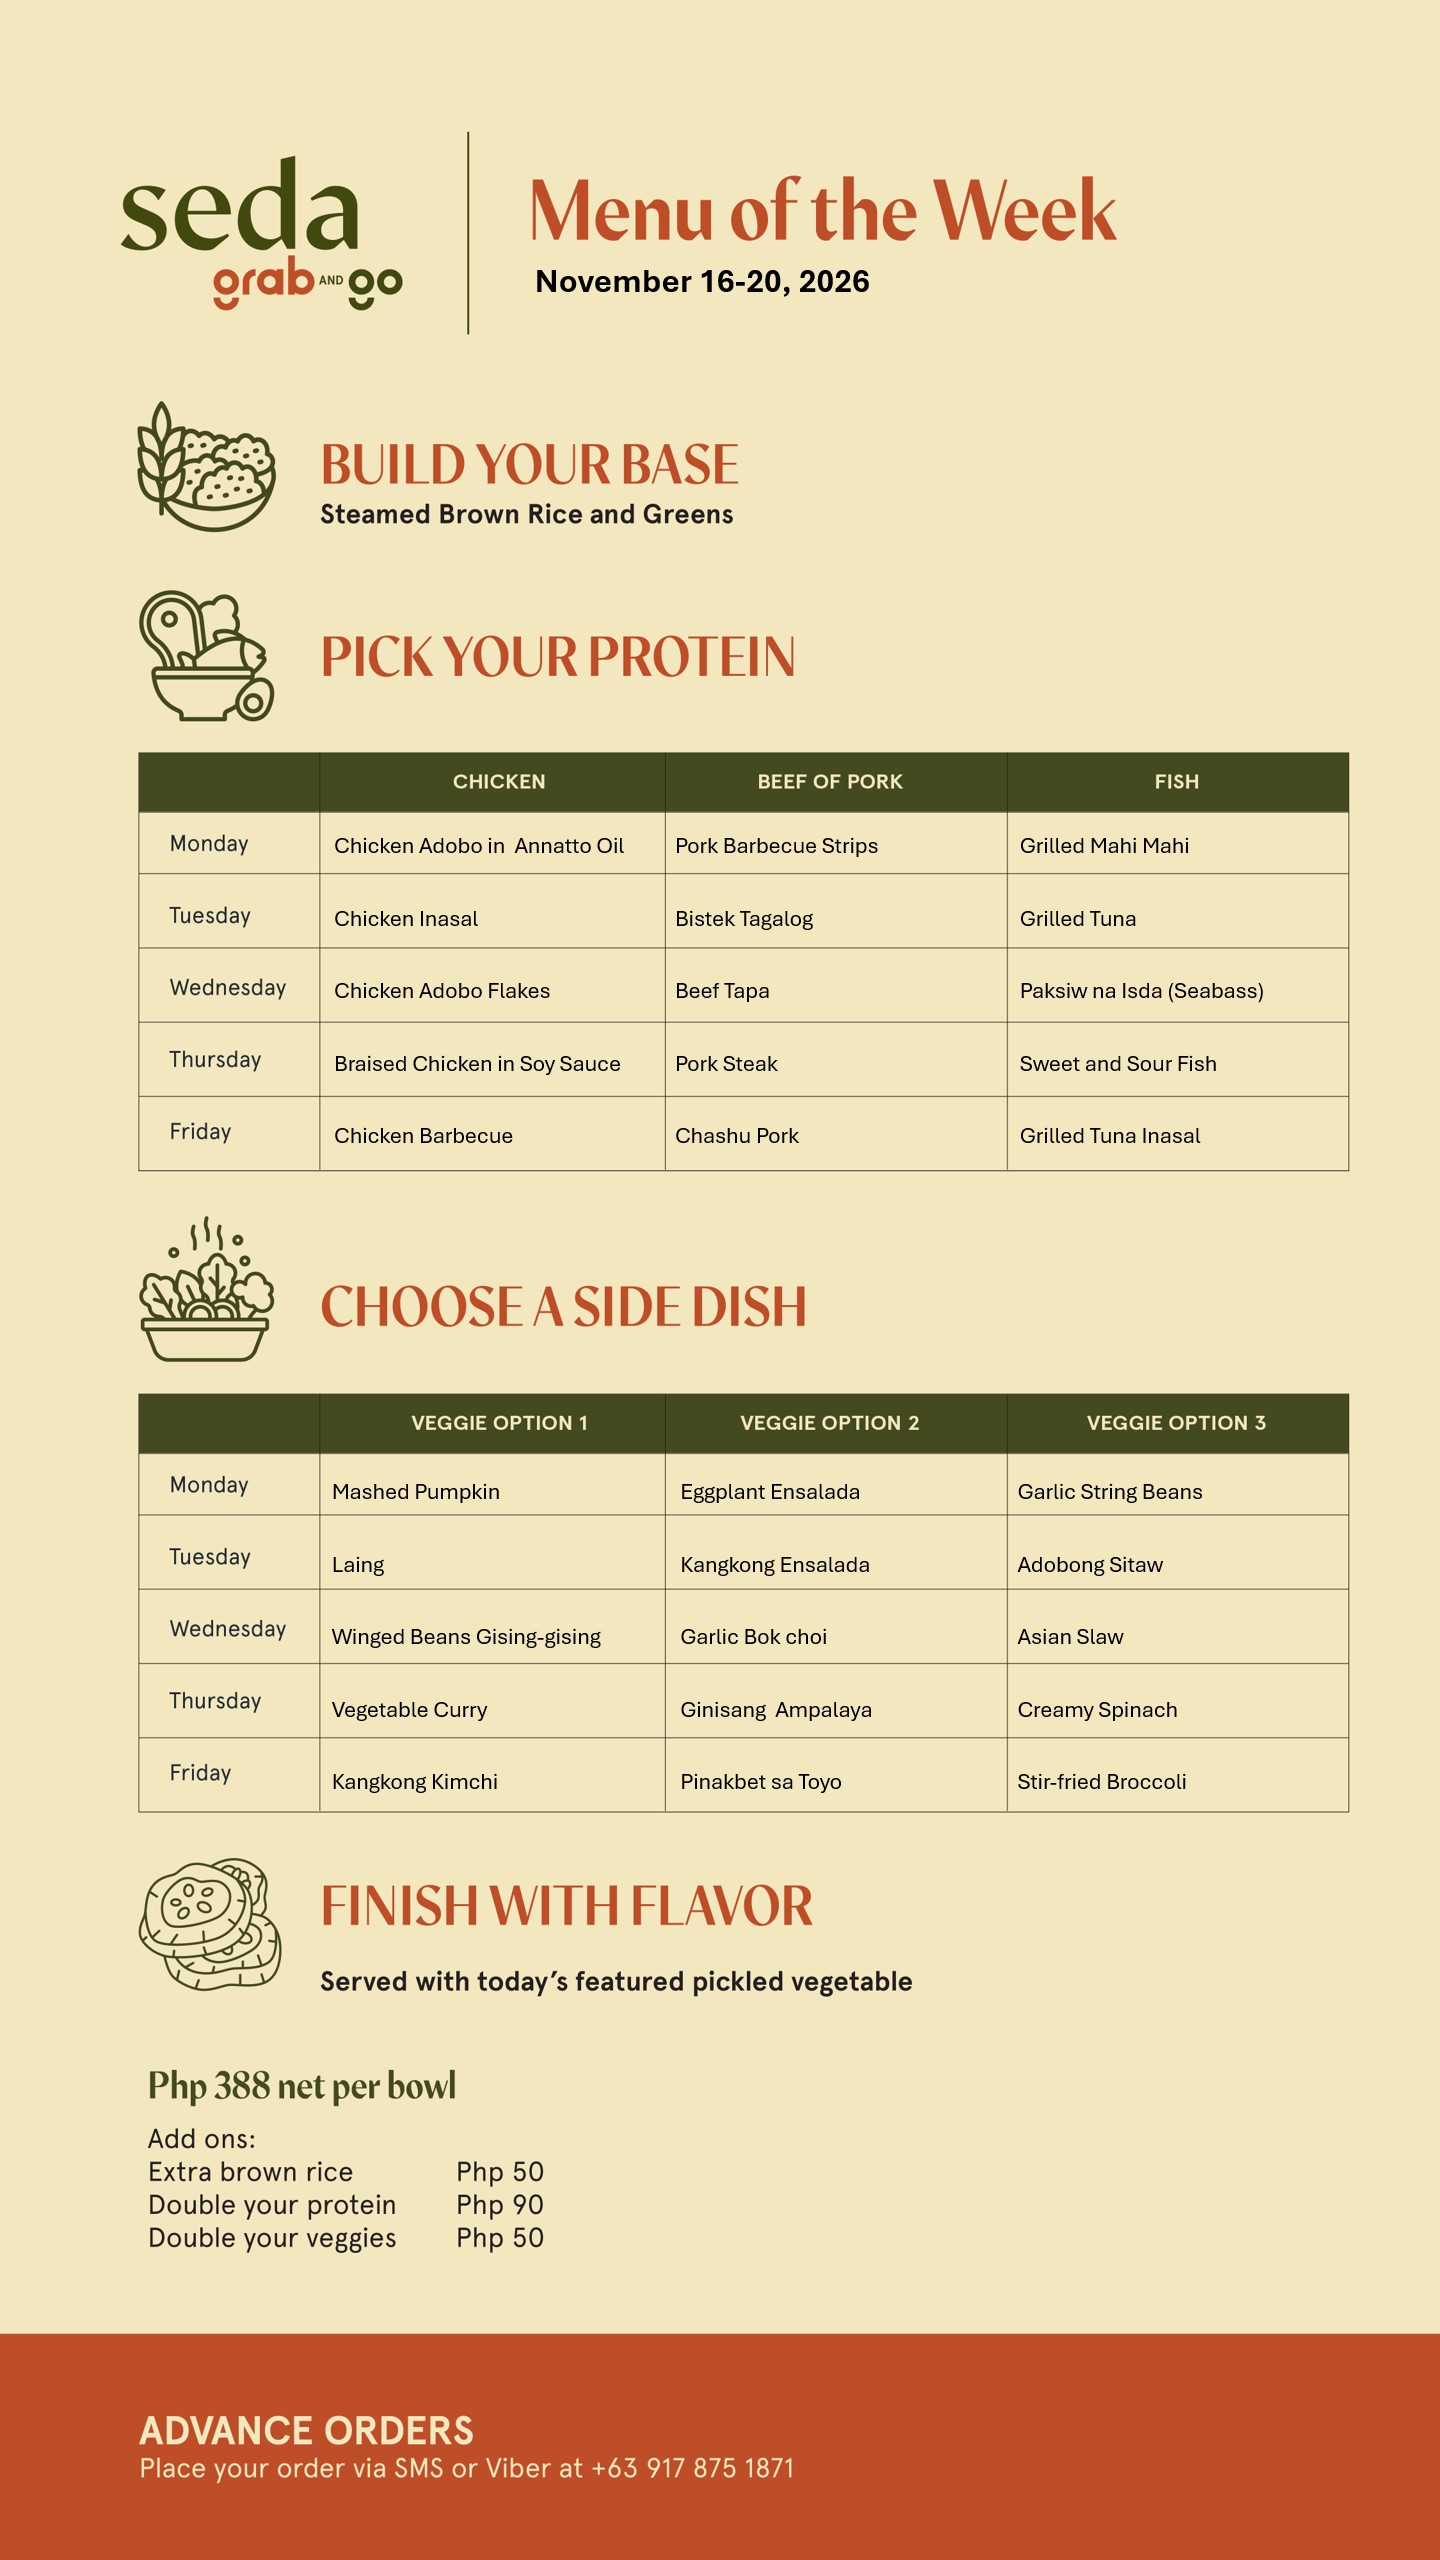 seda
grab AND go
Menu of the Week
November 16-20, 2026
BUILD YOUR BASE
Steamed Brown Rice and Greens
PICK YOUR PROTEIN
CHICKEN BEEF OF PORK FISH
Monday Chicken Adobo in  Annatto Oil Pork Barbecue Strips Grilled Mahi Mahi
Tuesday Chicken Inasal Bistek Tagalog Grilled Tuna
Wednesday Chicken Adobo Flakes Beef Tapa Paksiw na Isda (Seabass)
Thursday Braised Chicken in Soy Sauce Pork Steak Sweet and Sour Fish
Friday Chicken Barbecue Chashu Pork Grilled Tuna Inasal
CHOOSE A SIDE DISH
VEGGIE OPTION 1 VEGGIE OPTION 2 VEGGIE OPTION 3
Monday Mashed Pumpkin Eggplant Ensalada Garlic String Beans
Tuesday Laing Kangkong Ensalada Adobong Sitaw
Wednesday Winged Beans Gising-gising Garlic Bok choi Asian Slaw
Thursday Vegetable Curry Ginisang  Ampalaya Creamy Spinach
Friday Kangkong Kimchi Pinakbet sa Toyo Stir-fried Broccoli
FINISH WITH FLAVOR
Served with today’s featured pickled vegetable
Php 388 net per bowl
Add ons:
Extra brown rice Php 50
Double your protein Php 90
Double your veggies Php 50
ADVANCE ORDERS
Place your order via SMS or Viber at +63 917 875 1871